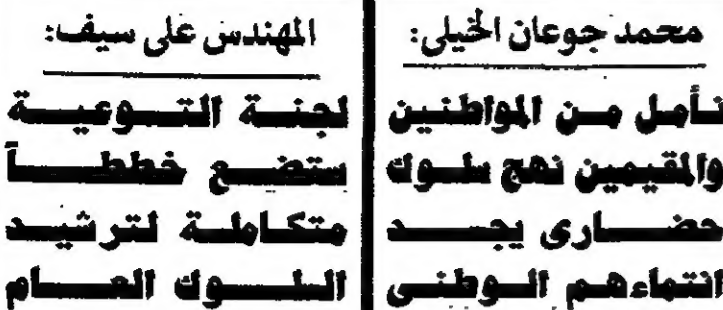 محمد جوعان الخيلى:
نأمل من المواطنين
والمقيمين نهج سلوك
حضارى يجسد
انتماءهم الوطنى
المهندس على سيف:
لجنة التوعية
ستضع خططاً
متكاملة لترشيد
السلوك العام